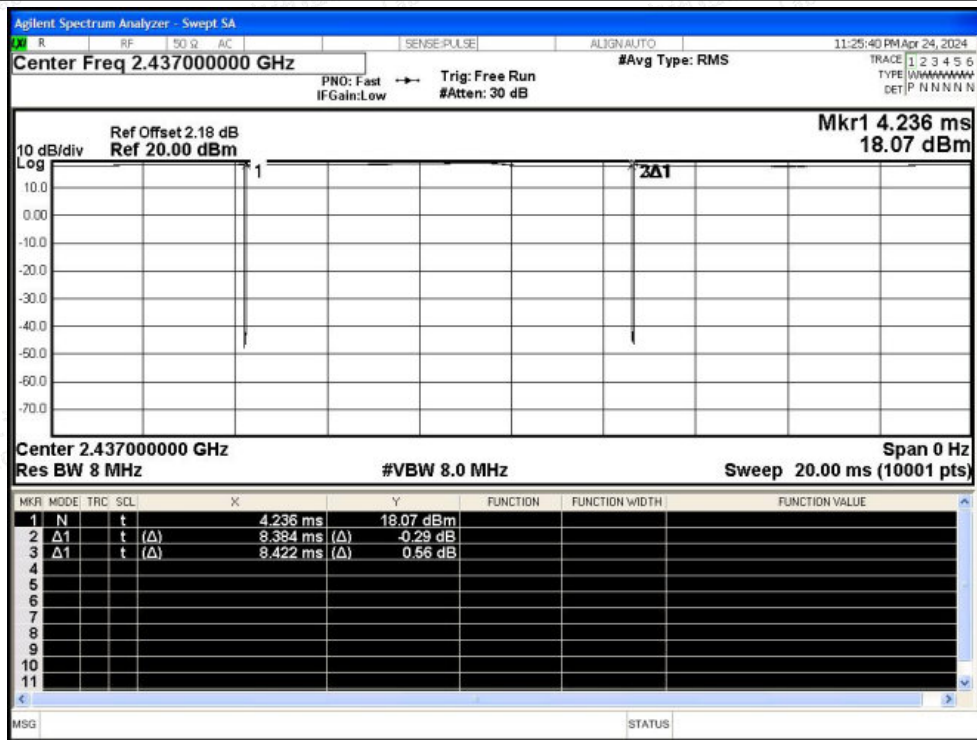 Agilent Spectrum Analyzer - Swept SA
LXI R RF 50 Ω AC SENSE:PULSE ALIGNAUTO 11:25:40 PM Apr 24, 2024
Center Freq 2.437000000 GHz
#Avg Type: RMS
TRACE 1 2 3 4 5 6
PNO: Fast Trig: Free Run
TYPE WWWWWW
IFGain:Low #Atten: 30 dB
DET P N N N N N
Mkr1 4.236 ms
18.07 dBm
Ref Offset 2.18 dB
10 dB/div Ref 20.00 dBm
Log
1
2Δ1
3Δ1
10.0
0.00
-10.0
-20.0
-30.0
-40.0
-50.0
-60.0
-70.0
Center 2.437000000 GHz Span 0 Hz
Res BW 8 MHz #VBW 8.0 MHz Sweep 20.00 ms (10001 pts)
MKR MODE TRC SCL X Y FUNCTION FUNCTION WIDTH FUNCTION VALUE
1 N t 4.236 ms 18.07 dBm
2 Δ1 t (Δ) 8.384 ms (Δ) -0.29 dB
3 Δ1 t (Δ) 8.422 ms (Δ) 0.56 dB
4
5
6
7
8
9
10
11
MSG STATUS